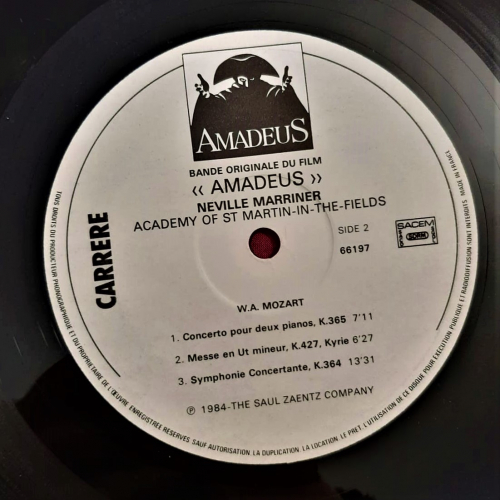 AMADEUS
BANDE ORIGINALE DU FILM
‹‹ AMADEUS ››
NEVILLE MARRINER
ACADEMY OF ST MARTIN-IN-THE-FIELDS
SIDE 2
66197
SACEM
CARRERE
W.A. MOZART
1. Concerto pour deux pianos, K.365 7'11
2. Messe en Ut mineur, K.427, Kyrie 6'27
3. Symphonie Concertante, K.364 13'31
Ⓟ 1984-THE SAUL ZAENTZ COMPANY
TOUS DROITS DU PRODUCTEUR PHONOGRAPHIQUE ET DU PROPRIETAIRE DE L'ŒUVRE ENREGISTREE RESERVES SAUF AUTORISATION. LA DUPLICATION, LA LOCATION, LE PRET, L'UTILISATION DE CE DISQUE POUR EXECUTION PUBLIQUE ET RADIODIFFUSION SONT INTERDITS. MADE IN FRANCE